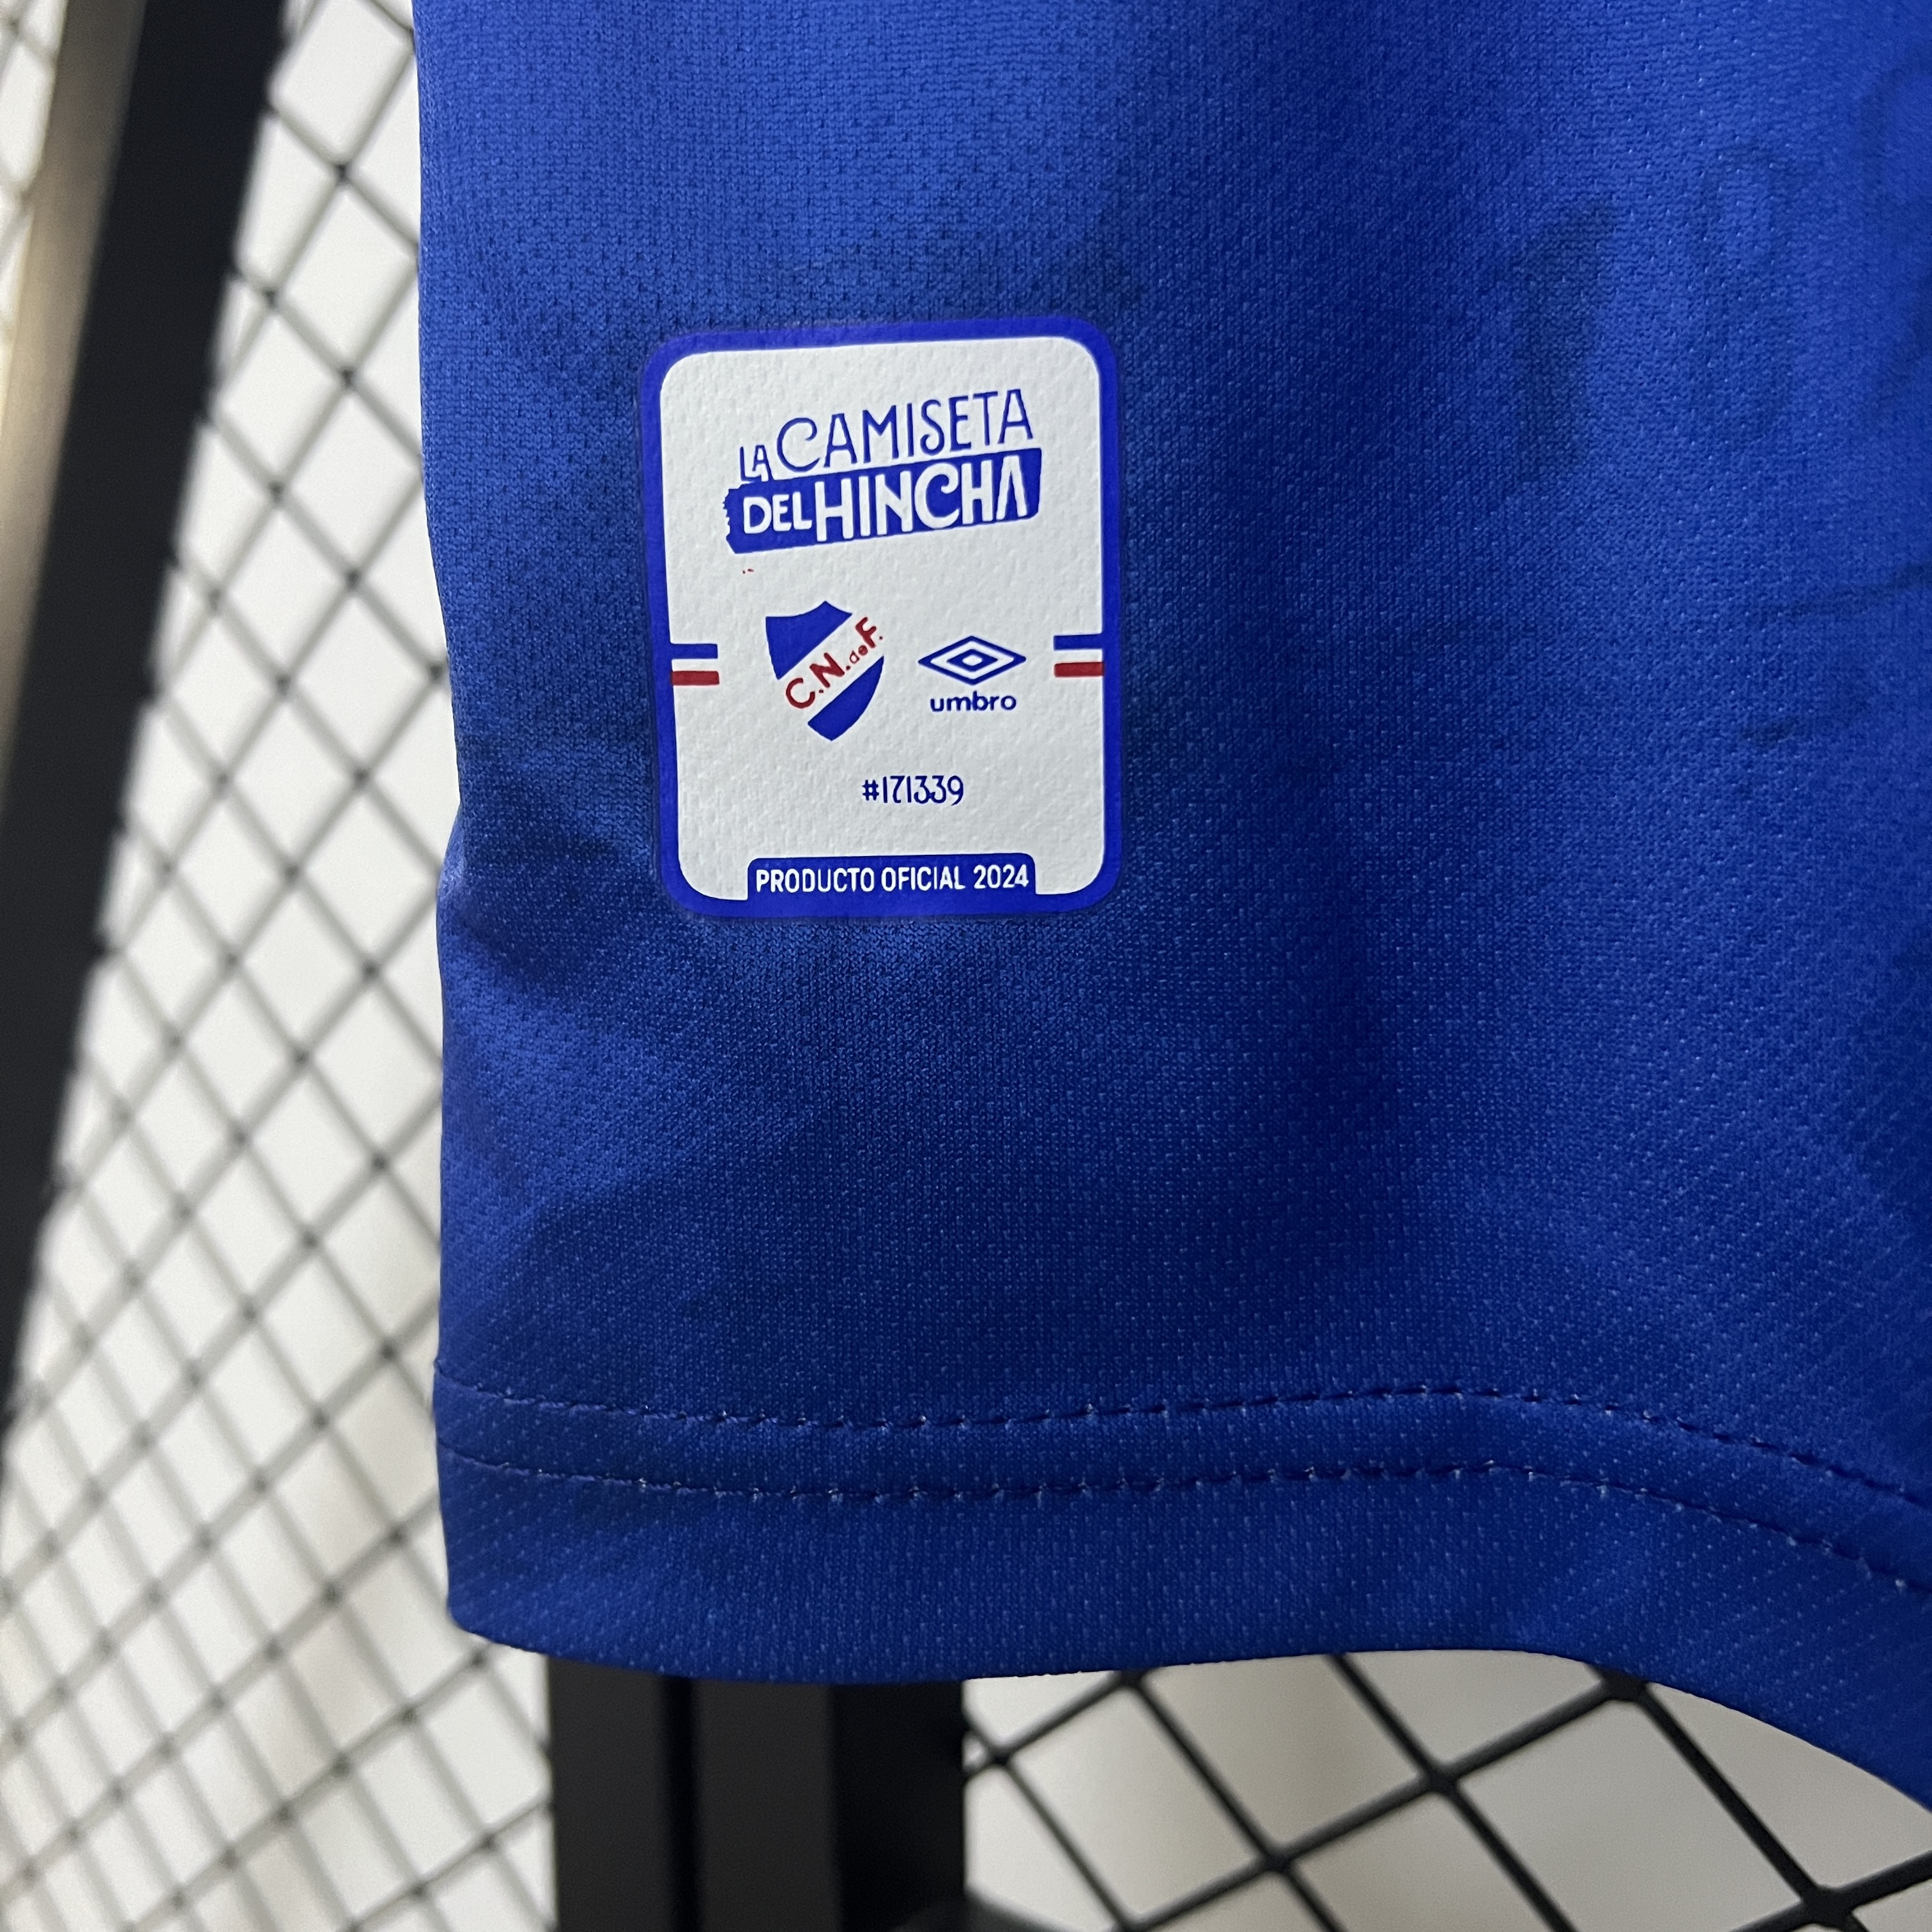 LA CAMISETA
DEL HINCHA
C.N.deF.
umbro
#171339
PRODUCTO OFICIAL 2024